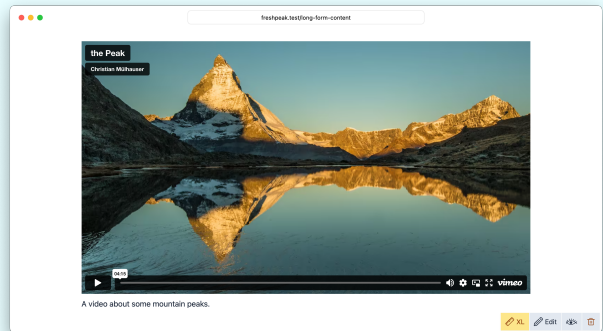 freshpeak.test/long-form-content
the Peak
Christian Mülhauser
04:15
vimeo
A video about some mountain peaks.
XL
Edit